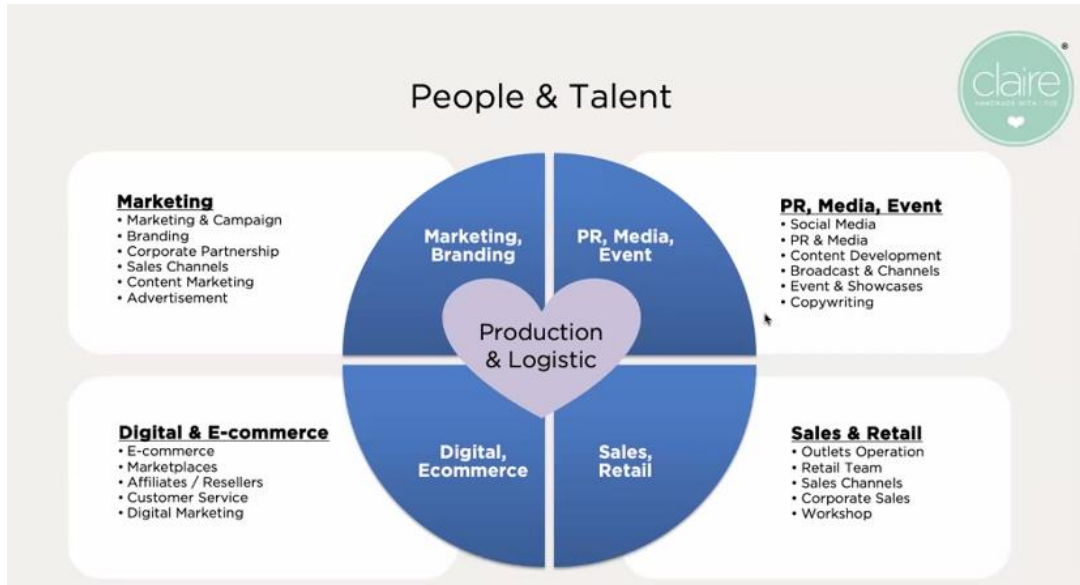 People & Talent
claire
HANDMADE WITH LOVE
®
Marketing
• Marketing & Campaign
• Branding
• Corporate Partnership
• Sales Channels
• Content Marketing
• Advertisement
Marketing,
Branding
PR, Media,
Event
PR, Media, Event
• Social Media
• PR & Media
• Content Development
• Broadcast & Channels
• Event & Showcases
• Copywriting
Production
& Logistic
Digital & E-commerce
• E-commerce
• Marketplaces
• Affiliates / Resellers
• Customer Service
• Digital Marketing
Digital,
Ecommerce
Sales,
Retail
Sales & Retail
• Outlets Operation
• Retail Team
• Sales Channels
• Corporate Sales
• Workshop